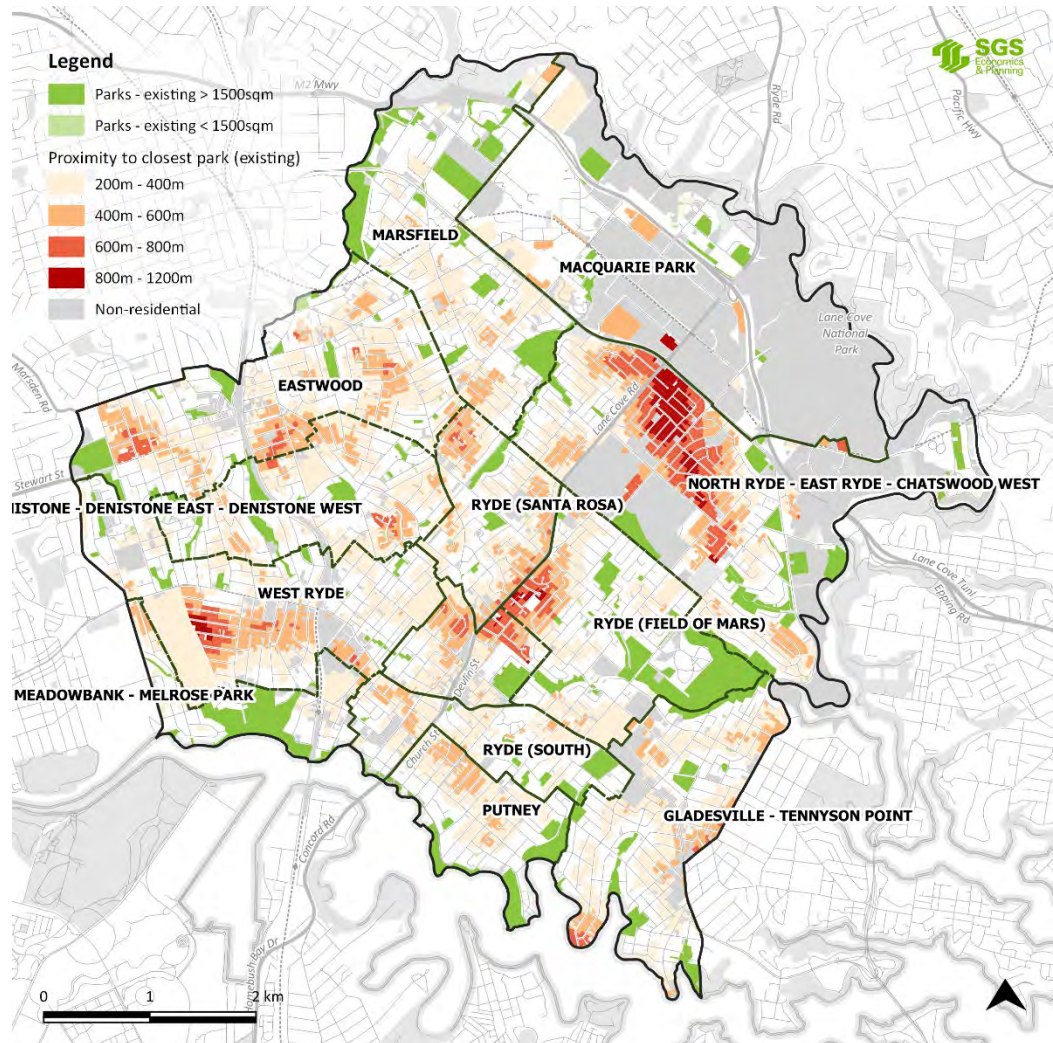 Legend
Parks - existing > 1500sqm
Parks - existing < 1500sqm
Proximity to closest park (existing)
200m - 400m
400m - 600m
600m - 800m
800m - 1200m
Non-residential
SGS
Economics
& Planning
M2 Mwy
Ryde Rd
Pacific Hwy
MARSFIELD
MACQUARIE PARK
Lane Cove
National
Park
Marsden Rd
EASTWOOD
Lane Cove Rd
Stewart St
NORTH RYDE - EAST RYDE - CHATSWOOD WEST
NISTONE - DENISTONE EAST - DENISTONE WEST
RYDE (SANTA ROSA)
Lane Cove Tunl
Epping Rd
WEST RYDE
RYDE (FIELD OF MARS)
Devlin St
MEADOWBANK - MELROSE PARK
Church St
RYDE (SOUTH)
PUTNEY
GLADESVILLE - TENNYSON POINT
Concord Rd
Homebush Bay Dr
0 1 2 km